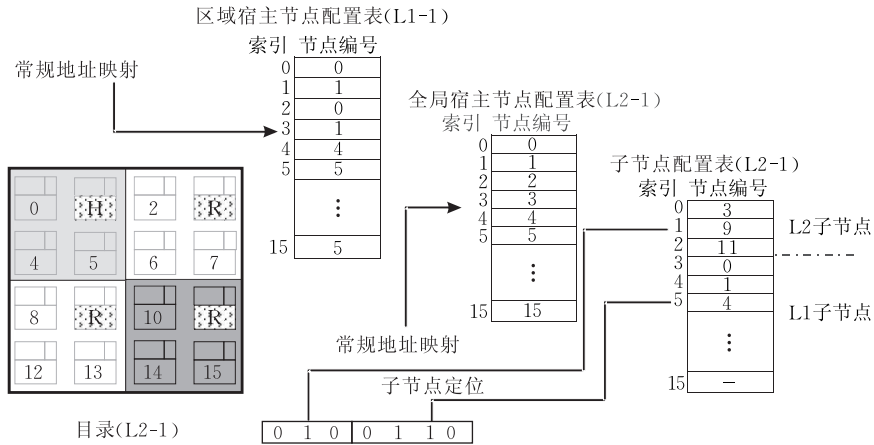 区域宿主节点配置表(L1-1)
索引 节点编号
0 0
1 1
2 0
3 1
4 4
5 5
⋮
15 5
常规地址映射
全局宿主节点配置表(L2-1)
索引 节点编号
0 0
1 1
2 2
3 3
4 4
5 5
⋮
15 15
常规地址映射
子节点配置表(L2-1)
索引 节点编号
0 3
1 9
2 11
3 0
4 1
5 4
⋮
15 －
L2子节点
L1子节点
0 H 2 R
4 5 6 7
8 R 10 R
12 13 14 15
目录(L2-1)
子节点定位
0 1 0 0 1 1 0